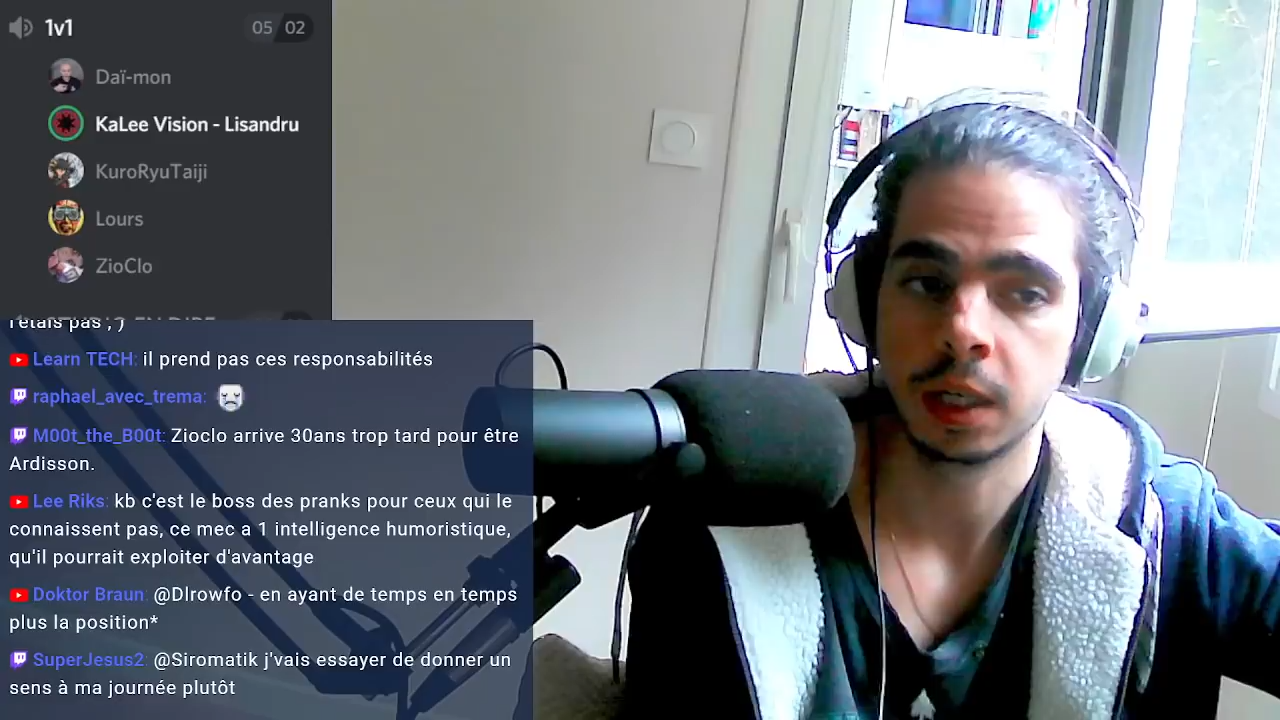 1v1
05 02
Daï-mon
KaLee Vision - Lisandru
KuroRyuTaiji
Lours
ZioClo
l'étais pas ; )
Learn TECH: il prend pas ces responsabilités
raphael_avec_trema:
M00t_the_B00t: Zioclo arrive 30ans trop tard pour être
Ardisson.
Lee Riks: kb c'est le boss des pranks pour ceux qui le
connaissent pas, ce mec a 1 intelligence humoristique,
qu'il pourrait exploiter d'avantage
Doktor Braun: @Dlrowfo - en ayant de temps en temps
plus la position*
SuperJesus2: @Siromatik j'vais essayer de donner un
sens à ma journée plutôt